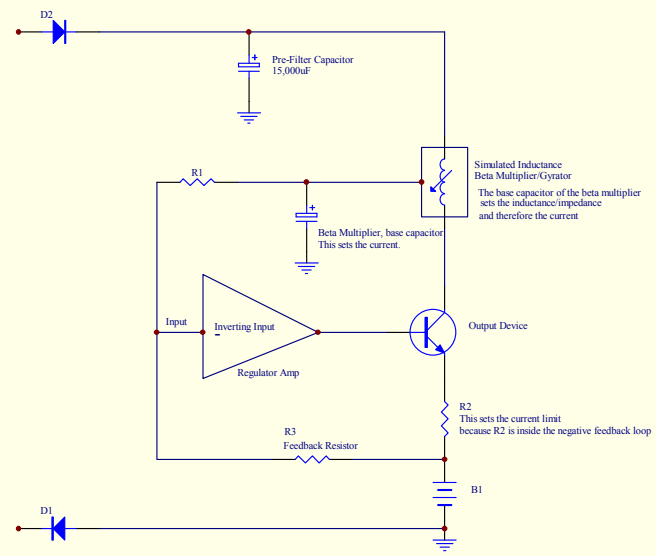 D2
+
Pre-Filter Capacitor
15,000uF
Simulated Inductance
Beta Multiplier/Gyrator
The base capacitor of the beta multiplier
sets the inductance/impedance
and therefore the current
R1
+
Beta Multiplier, base capacitor
This sets the current.
Input
Inverting Input
-
Regulator Amp
Output Device
R2
This sets the current limit
because R2 is inside the negative feedback loop
R3
Feedback Resistor
B1
D1